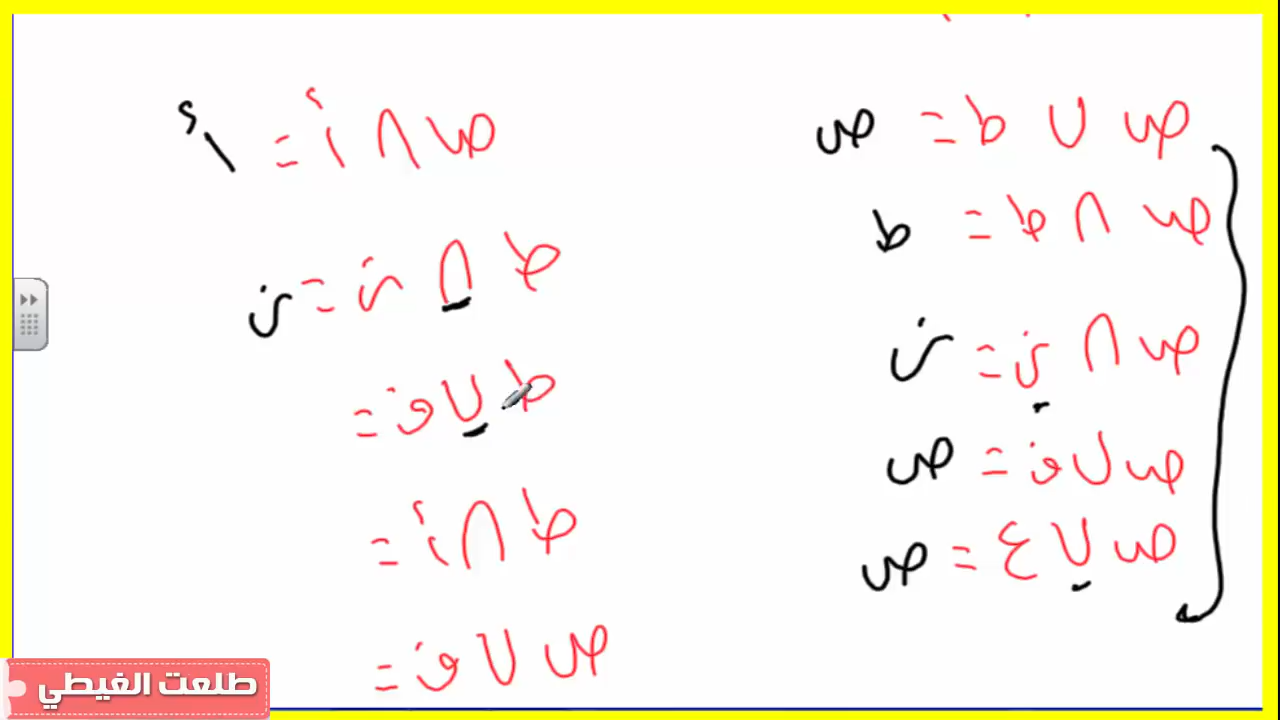 ص ∪ ط = ص
ص ∩ ط = ط
ص ∩ ن = ن
ص ∪ ف = ص
ص ∪ ع = ص
ص ∩ أ = أ
ط ∩ ن = ن
ط ∪ ف =
ط ∩ أ =
ص ∪ ف =
طلعت الغيطي